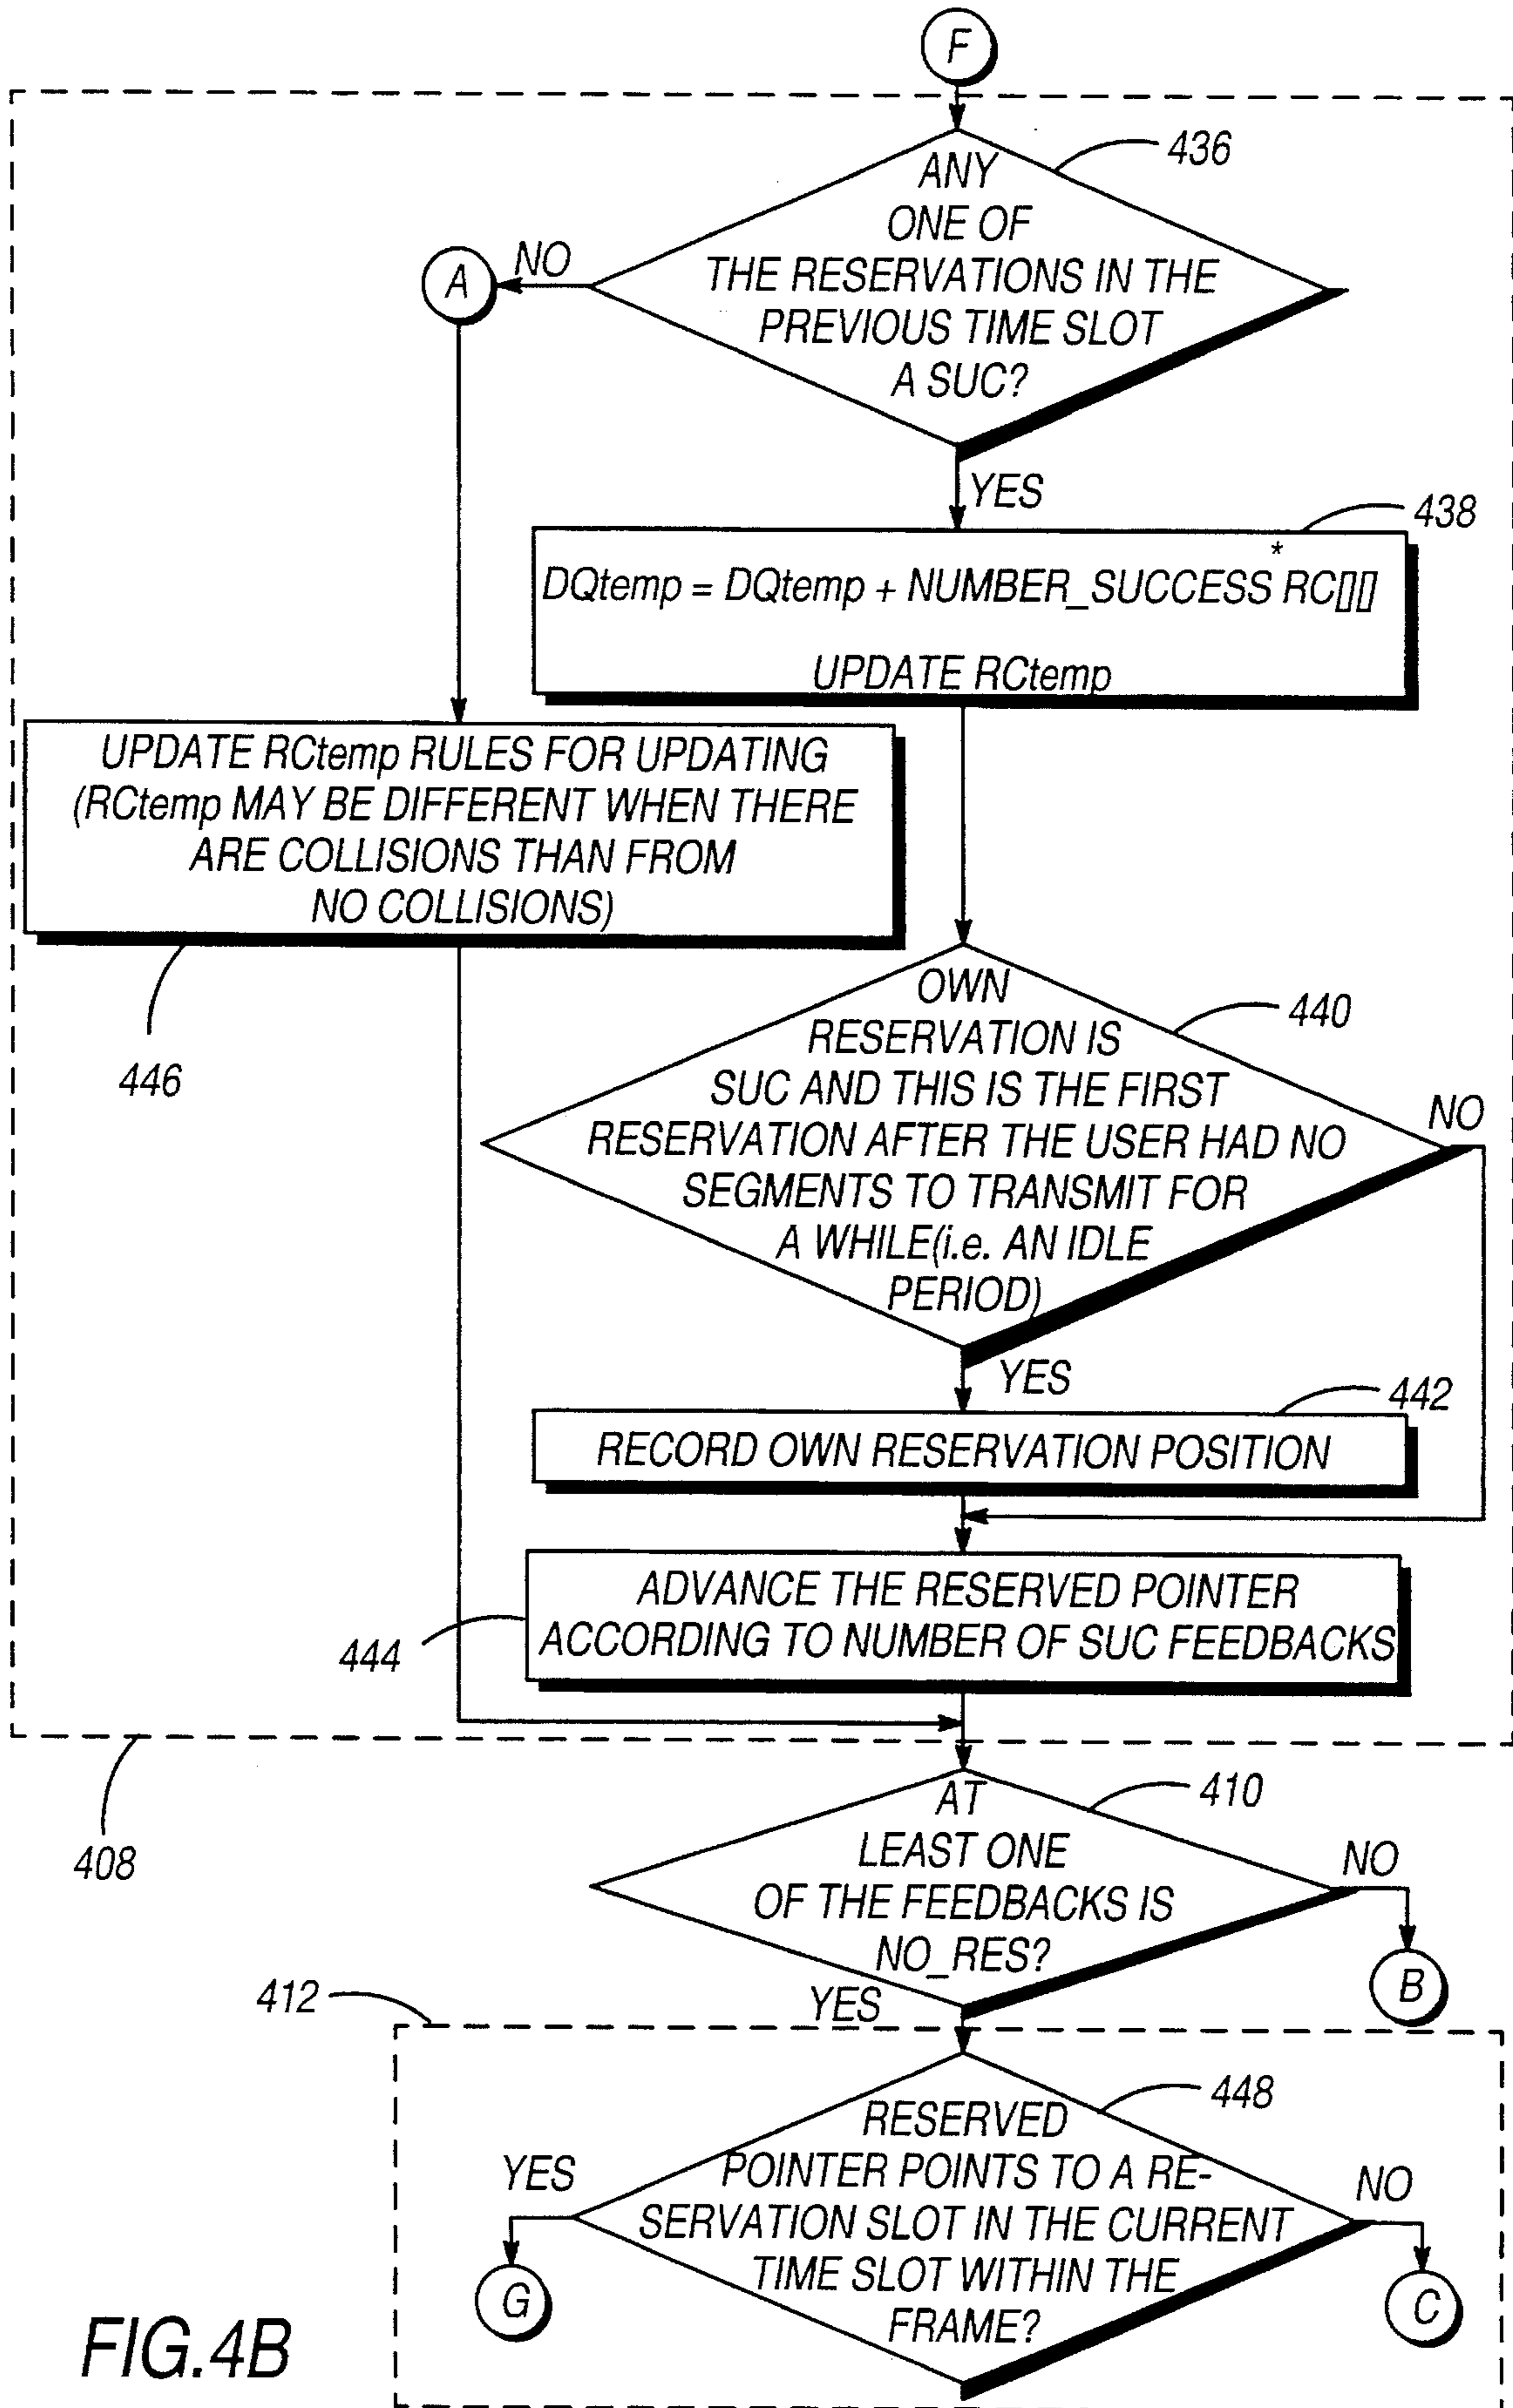 F
436
ANY
ONE OF
THE RESERVATIONS IN THE
PREVIOUS TIME SLOT
A SUC?
NO
A
YES
438
DQtemp = DQtemp + NUMBER_SUCCESS * RC[][]
UPDATE RCtemp
UPDATE RCtemp RULES FOR UPDATING
(RCtemp MAY BE DIFFERENT WHEN THERE
ARE COLLISIONS THAN FROM
NO COLLISIONS)
446
OWN
RESERVATION IS
SUC AND THIS IS THE FIRST
RESERVATION AFTER THE USER HAD NO
SEGMENTS TO TRANSMIT FOR
A WHILE(i.e. AN IDLE
PERIOD)
440
NO
YES
442
RECORD OWN RESERVATION POSITION
ADVANCE THE RESERVED POINTER
ACCORDING TO NUMBER OF SUC FEEDBACKS
444
408
AT
LEAST ONE
OF THE FEEDBACKS IS
NO_RES?
410
NO
B
YES
412
RESERVED
POINTER POINTS TO A RE-
SERVATION SLOT IN THE CURRENT
TIME SLOT WITHIN THE
FRAME?
448
YES
G
NO
C
FIG.4B